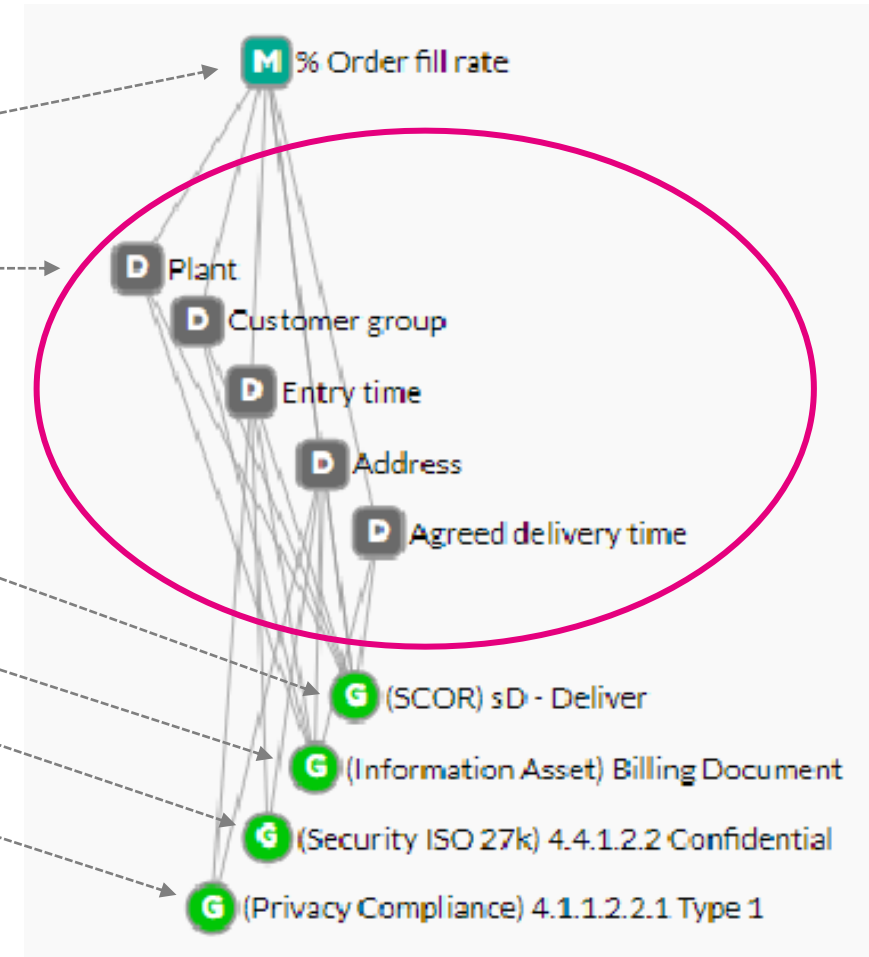 M % Order fill rate
D Plant
D Customer group
D Entry time
D Address
D Agreed delivery time
G (SCOR) sD - Deliver
G (Information Asset) Billing Document
G (Security ISO 27k) 4.4.1.2.2 Confidential
G (Privacy Compliance) 4.1.1.2.2.1 Type 1